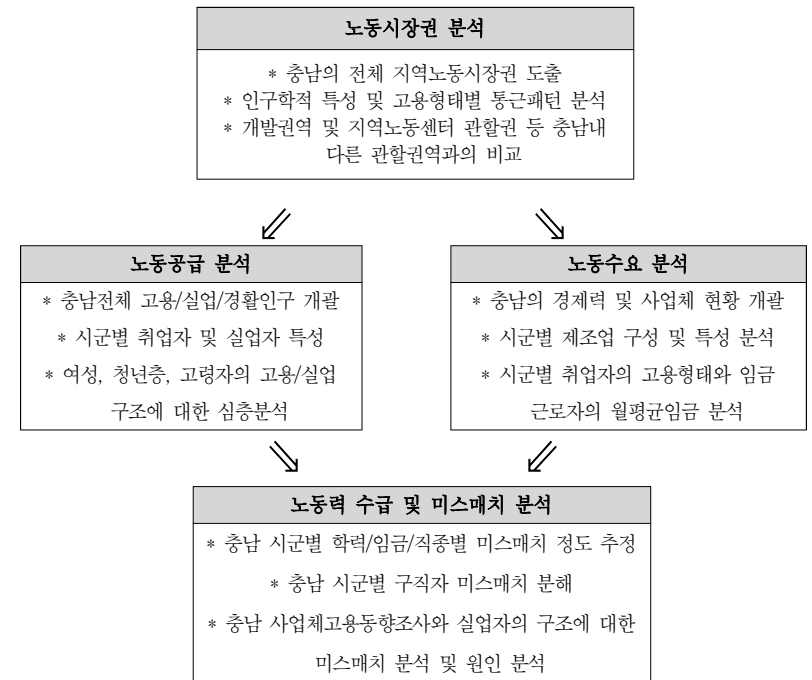 노동시장권 분석
* 충남의 전체 지역노동시장권 도출
* 인구학적 특성 및 고용형태별 통근패턴 분석
* 개발권역 및 지역노동센터 관할권 등 충남내
다른 관할권역과의 비교
노동공급 분석
* 충남전체 고용/실업/경활인구 개괄
* 시군별 취업자 및 실업자 특성
* 여성, 청년층, 고령자의 고용/실업
구조에 대한 심층분석
노동수요 분석
* 충남의 경제력 및 사업체 현황 개괄
* 시군별 제조업 구성 및 특성 분석
* 시군별 취업자의 고용형태와 임금
근로자의 월평균임금 분석
노동력 수급 및 미스매치 분석
* 충남 시군별 학력/임금/직종별 미스매치 정도 추정
* 충남 시군별 구직자 미스매치 분해
* 충남 사업체고용동향조사와 실업자의 구조에 대한
미스매치 분석 및 원인 분석